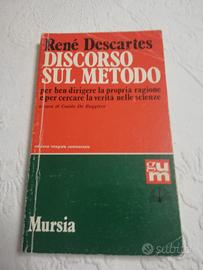 René Descartes
DISCORSO
SUL METODO
per ben dirigere la propria ragione
e per cercare la verità nelle scienze
a cura di Guido De Ruggiero
edizione integrale commentata
gum
Mursia
subito